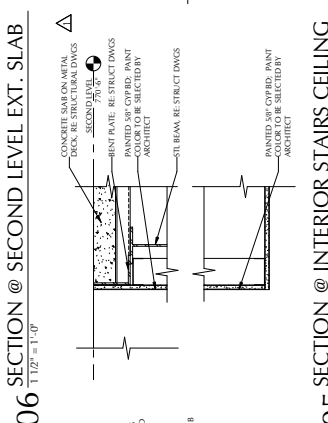 06 SECTION @ SECOND LEVEL EXT. SLAB
1 1/2" = 1'-0"
1
CONCRETE SLAB ON METAL
DECK, RE: STRUCTURAL DWGS
SECOND LEVEL
770'-6"
BENT PLATE; RE: STRUCT DWGS
PAINTED 5/8" GYP BD; PAINT
COLOR TO BE SELECTED BY
ARCHITECT
STL BEAM, RE: STRUCT DWGS
PAINTED 5/8" GYP BD; PAINT
COLOR TO BE SELECTED BY
ARCHITECT
SECTION @ INTERIOR STAIRS CEILING